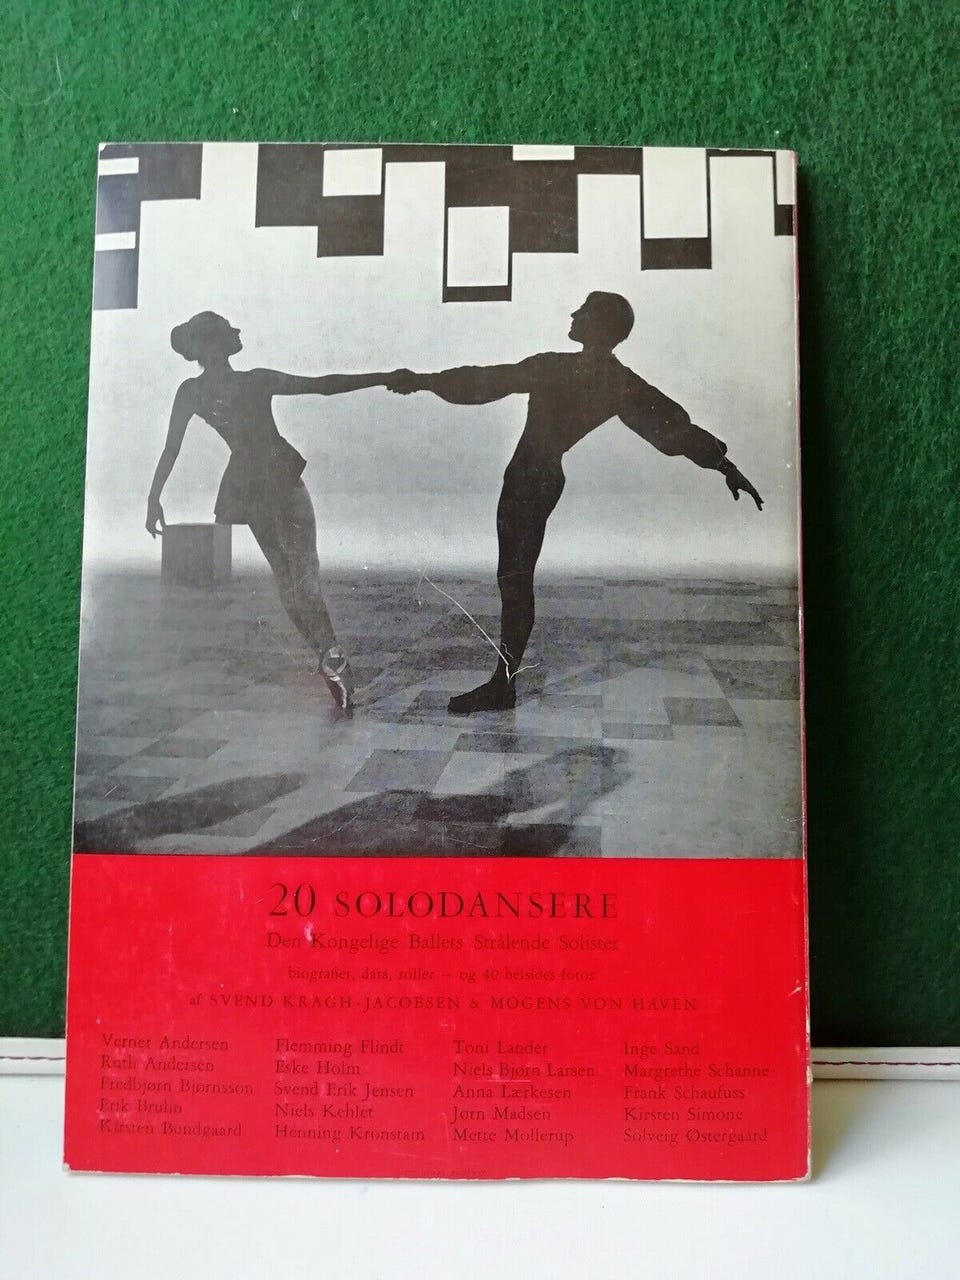 20 SOLODANSERE
Den Kongelige Ballets Strålende Solister
biografier, data, roller – og 40 helsides fotos
af SVEND KRAGH-JACOBSEN & MOGENS VON HAVEN
Verner Andersen
Ruth Andersen
Fredbjørn Bjørnsson
Erik Bruhn
Kirsten Bundgaard
Flemming Flindt
Eske Holm
Svend Erik Jensen
Niels Kehlet
Henning Kronstam
Toni Lander
Niels Bjørn Larsen
Anna Lærkesen
Jørn Madsen
Mette Mollerup
Inge Sand
Margrethe Schanne
Frank Schaufuss
Kirsten Simone
Solveig Østergaard